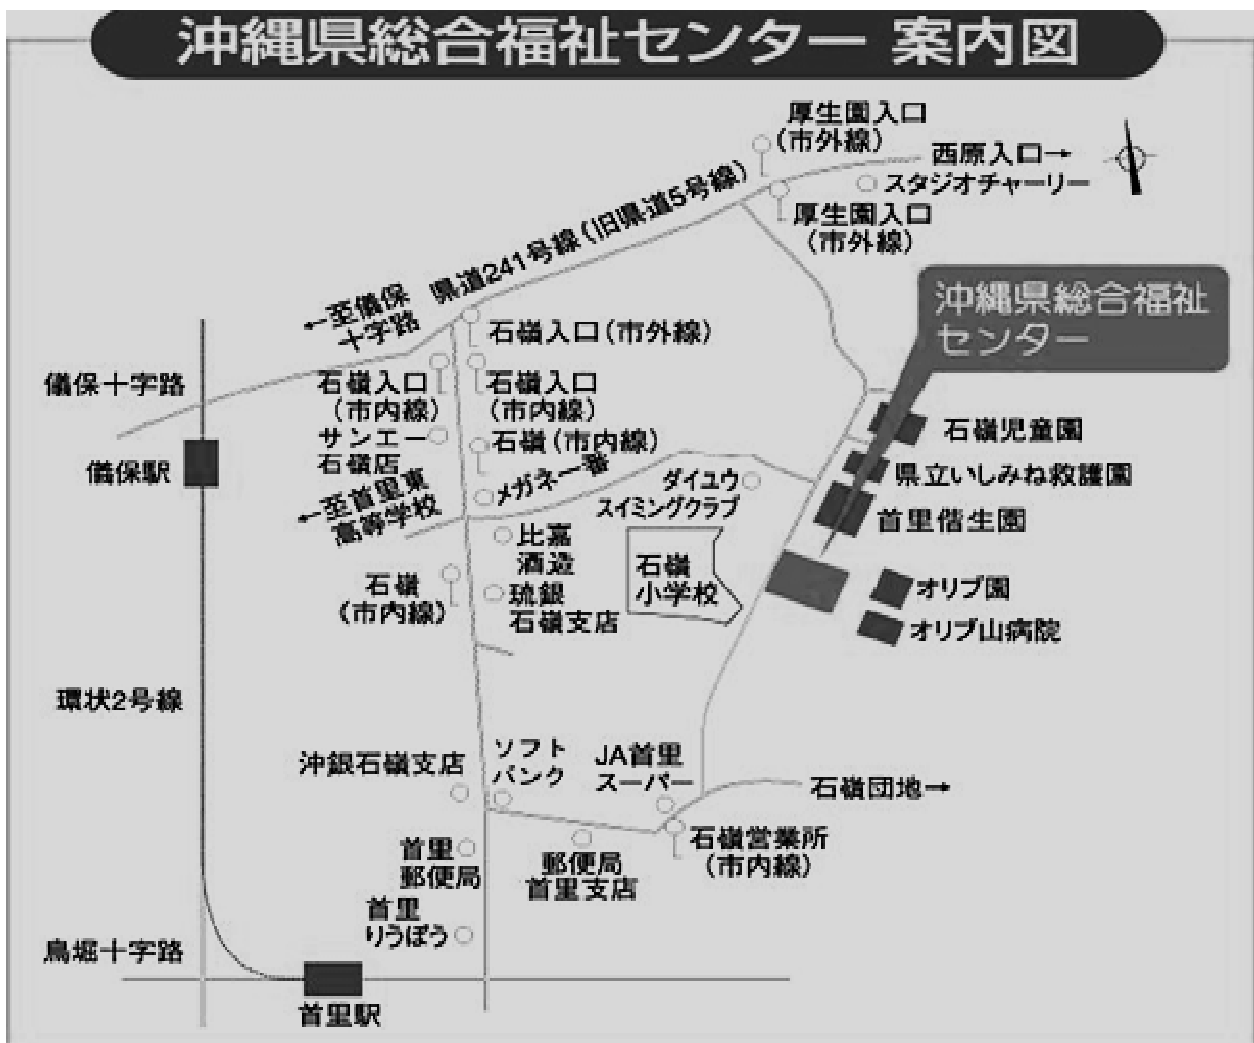 沖縄県総合福祉センター 案内図
厚生園入口
(市外線)
西原入口→
スタジオチャーリー
厚生園入口
(市外線)
県道241号線(旧県道5号線)
←至儀保
十字路
沖縄県総合福祉
センター
石嶺入口(市外線)
儀保十字路
石嶺入口
(市内線)
石嶺入口
(市内線)
サンエー
石嶺店
石嶺(市内線)
石嶺児童園
儀保駅
メガネ一番
ダイユウ
スイミングクラブ
県立いしみね救護園
←至首里東
高等学校
首里偕生園
比嘉
酒造
石嶺
小学校
石嶺
(市内線)
琉銀
石嶺支店
オリブ園
オリブ山病院
環状2号線
沖銀石嶺支店
ソフト
バンク
JA首里
スーパー
石嶺団地→
首里
郵便局
郵便局
首里支店
石嶺営業所
(市内線)
首里
りうぼう
鳥堀十字路
首里駅